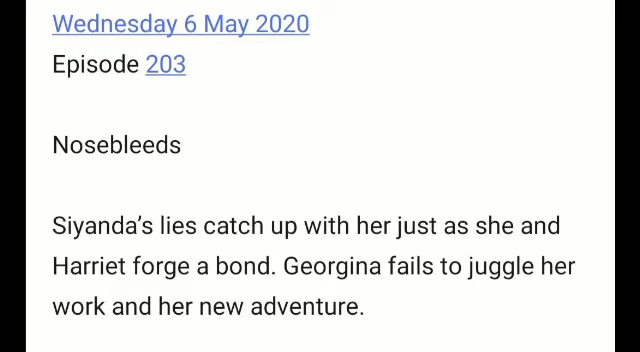 Wednesday 6 May 2020
Episode 203
Nosebleeds
Siyanda’s lies catch up with her just as she and
Harriet forge a bond. Georgina fails to juggle her
work and her new adventure.